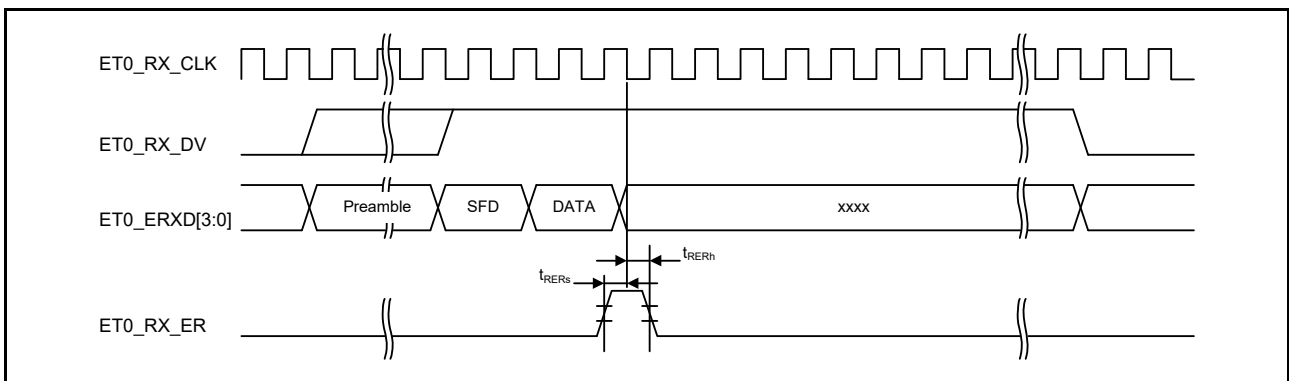 ET0_RX_CLK
ET0_RX_DV
ET0_ERXD[3:0]
Preamble
SFD
DATA
xxxx
tRERs
tRERh
ET0_RX_ER